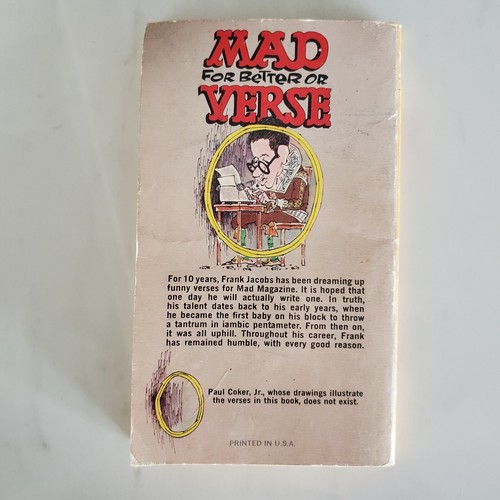 MAD
FOR BETTER OR
VERSE
For 10 years, Frank Jacobs has been dreaming up
funny verses for Mad Magazine. It is hoped that
one day he will actually write one. In truth,
his talent dates back to his early years, when
he became the first baby on his block to throw
a tantrum in iambic pentameter. From then on,
it was all uphill. Throughout his career, Frank
has remained humble, with every good reason.
Paul Coker, Jr., whose drawings illustrate
the verses in this book, does not exist.
PRINTED IN U.S.A.